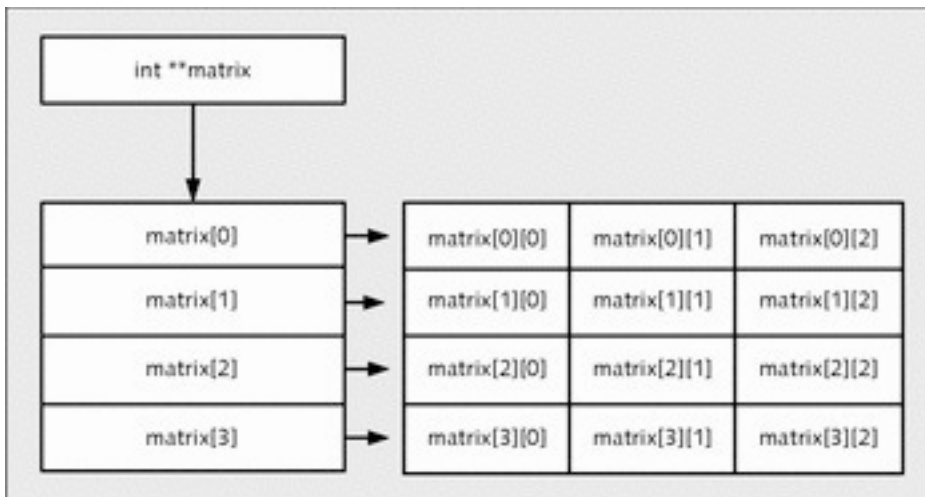 int **matrix
matrix[0] matrix[0][0] matrix[0][1] matrix[0][2]
matrix[1] matrix[1][0] matrix[1][1] matrix[1][2]
matrix[2] matrix[2][0] matrix[2][1] matrix[2][2]
matrix[3] matrix[3][0] matrix[3][1] matrix[3][2]